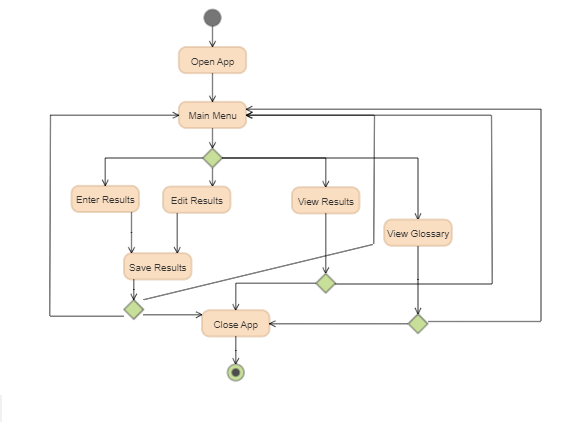 Open App
Main Menu
Enter Results
Edit Results
View Results
View Glossary
Save Results
Close App